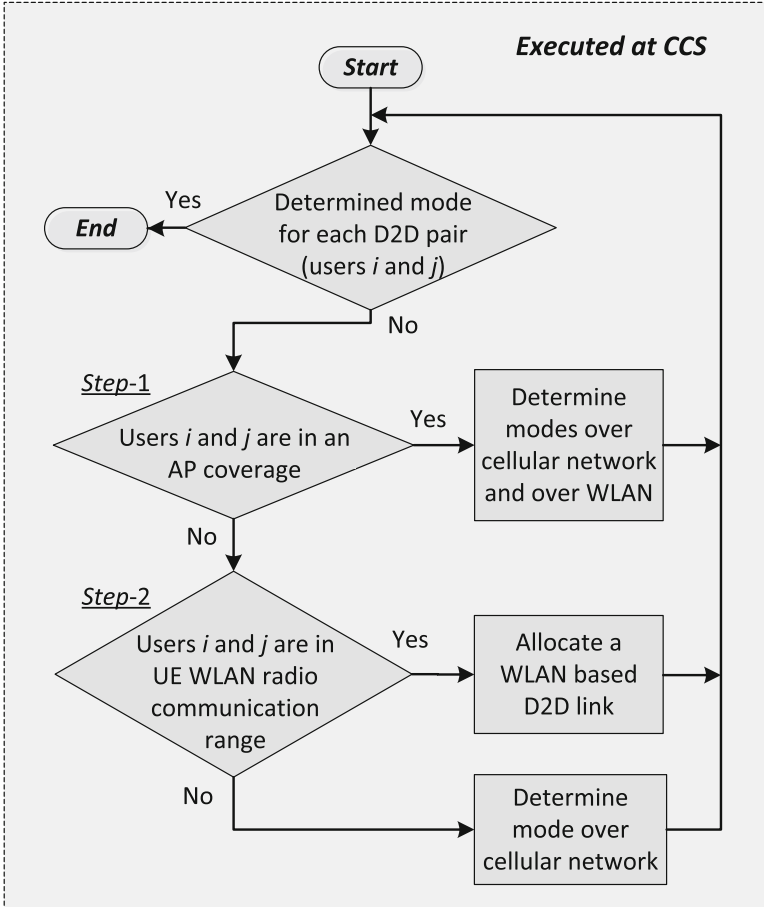 Executed at CCS
Start
Yes
End
Determined mode
for each D2D pair
(users i and j)
No
Step-1
Users i and j are in an
AP coverage
Yes
Determine
modes over
cellular network
and over WLAN
No
Step-2
Users i and j are in
UE WLAN radio
communication
range
Yes
Allocate a
WLAN based
D2D link
No
Determine
mode over
cellular network